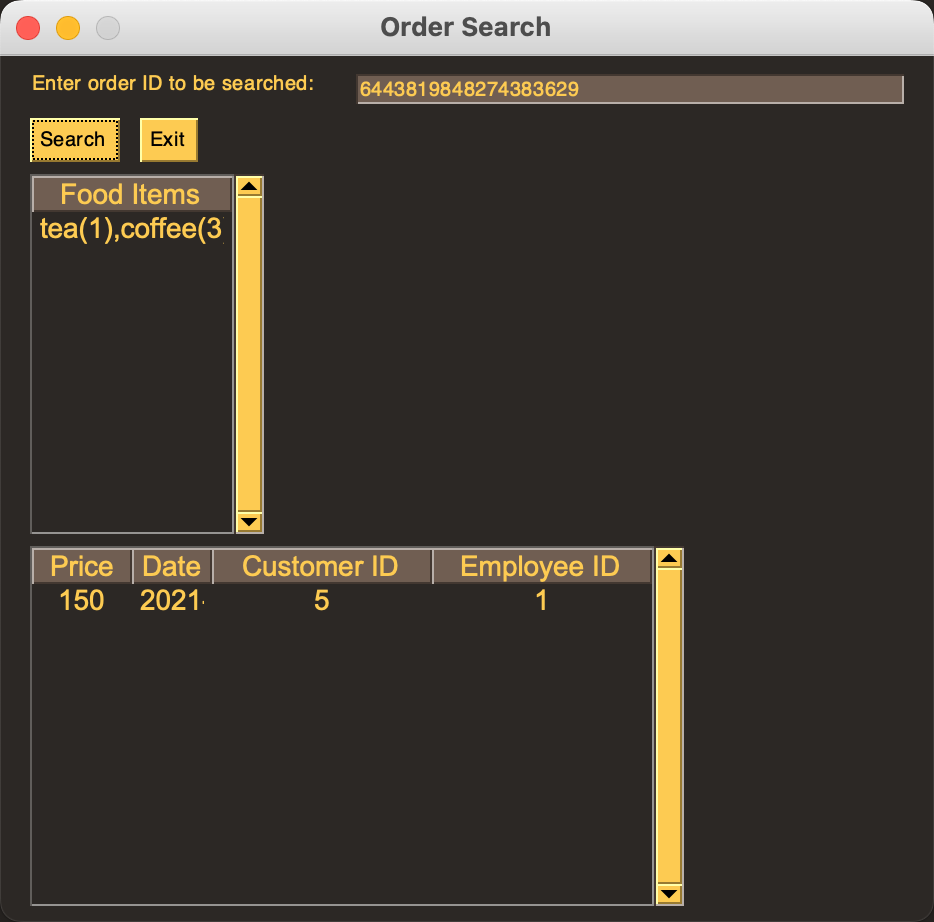 Order Search
Enter order ID to be searched: 6443819848274383629
Search Exit
Food Items
tea(1),coffee(3
Price Date Customer ID Employee ID
150 2021- 5 1